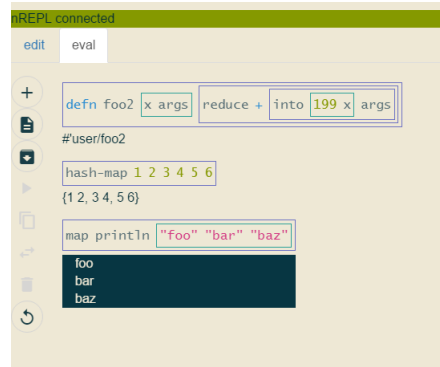 nREPL connected
edit eval
defn foo2 x args reduce + into 199 x args
#'user/foo2
hash-map 1 2 3 4 5 6
{1 2, 3 4, 5 6}
map println "foo" "bar" "baz"
foo
bar
baz